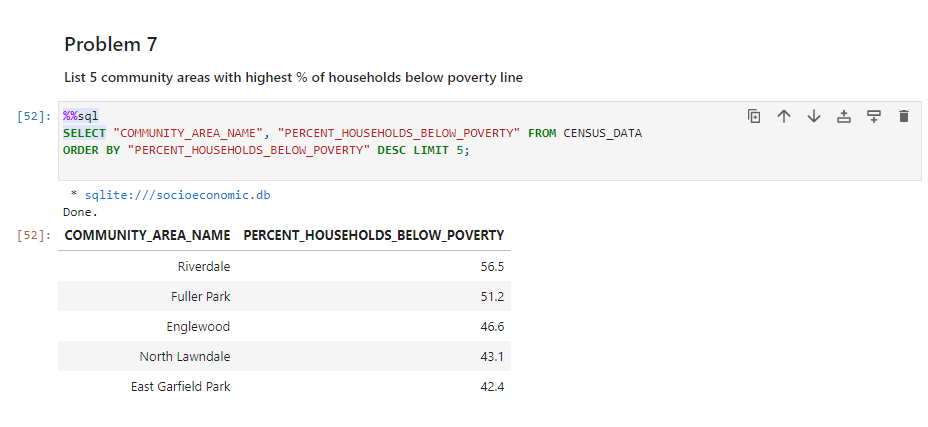 Problem 7
List 5 community areas with highest % of households below poverty line
[52]: %%sql
SELECT "COMMUNITY_AREA_NAME", "PERCENT_HOUSEHOLDS_BELOW_POVERTY" FROM CENSUS_DATA
ORDER BY "PERCENT_HOUSEHOLDS_BELOW_POVERTY" DESC LIMIT 5;
* sqlite:///socioeconomic.db
Done.
[52]: COMMUNITY_AREA_NAME PERCENT_HOUSEHOLDS_BELOW_POVERTY
Riverdale 56.5
Fuller Park 51.2
Englewood 46.6
North Lawndale 43.1
East Garfield Park 42.4